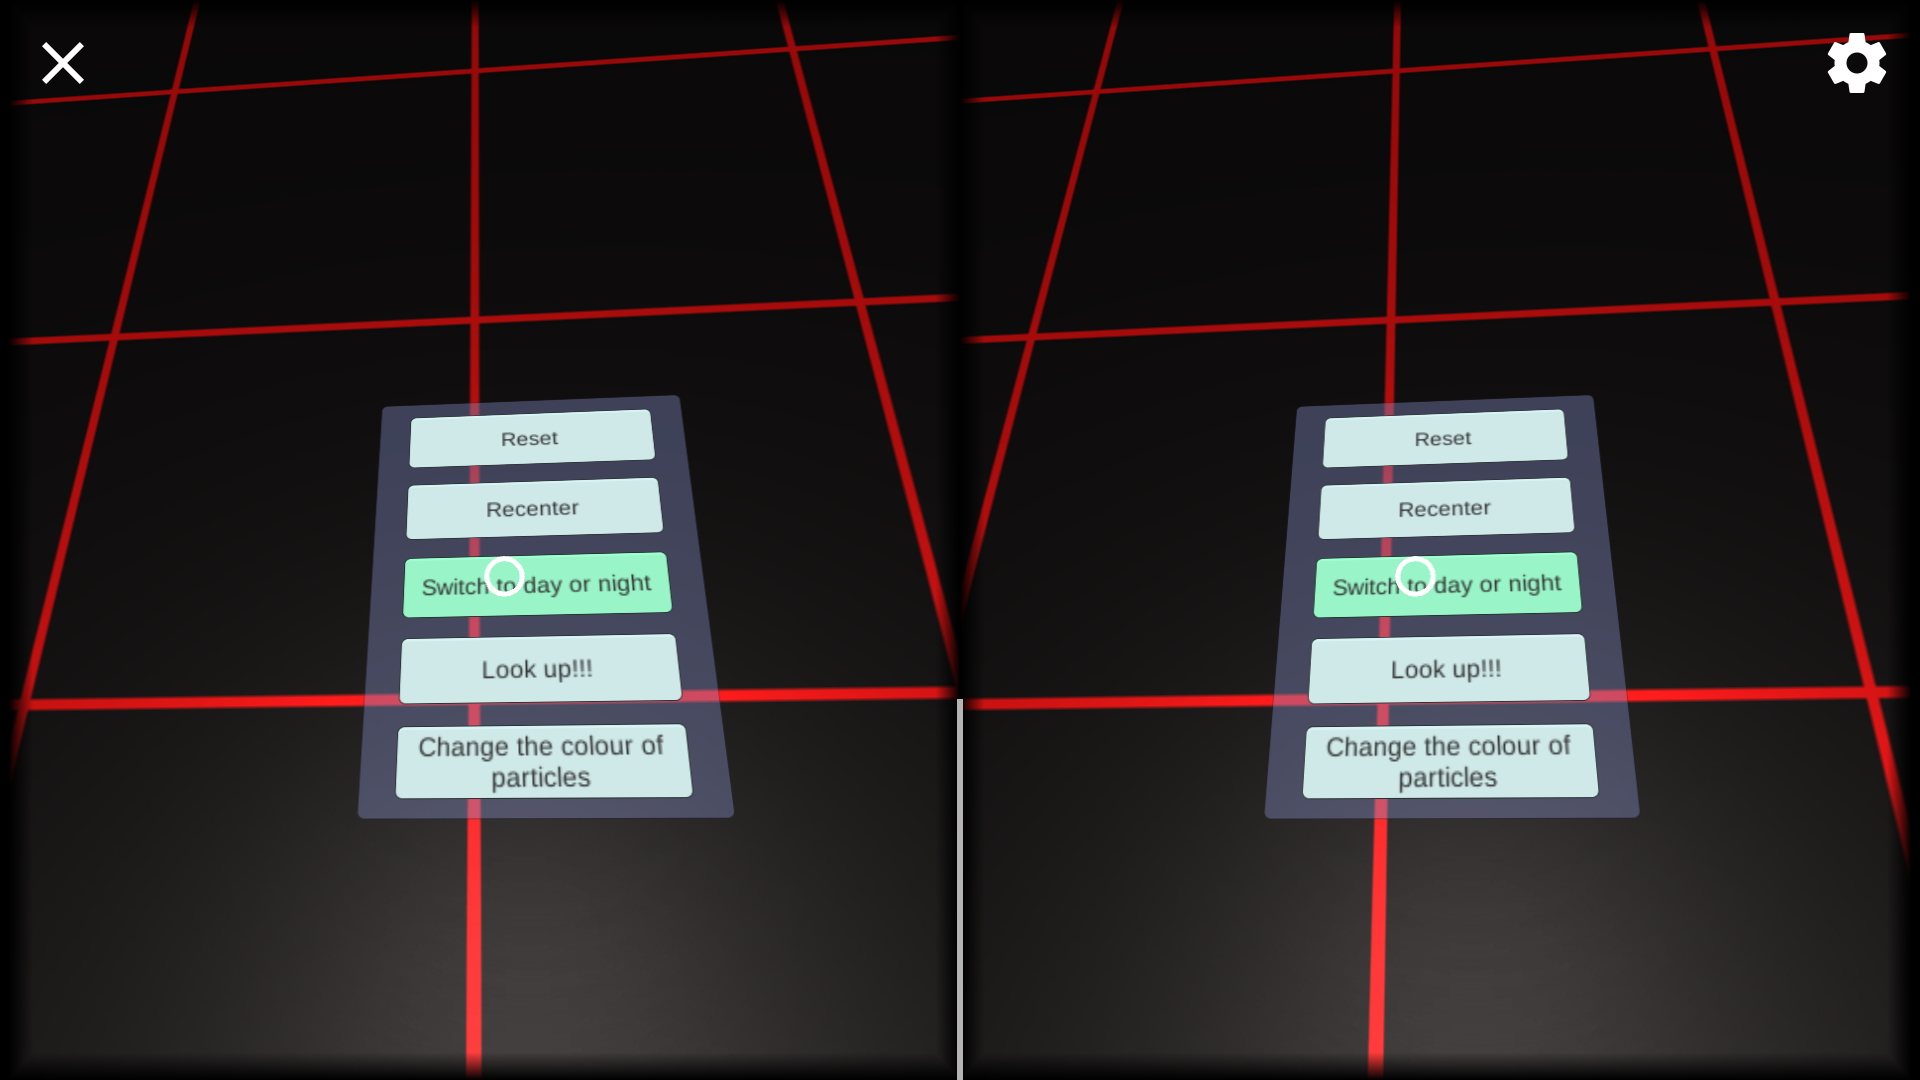 Reset
Recenter
Switch to day or night
Look up!!!
Change the colour of
particles
Reset
Recenter
Switch to day or night
Look up!!!
Change the colour of
particles